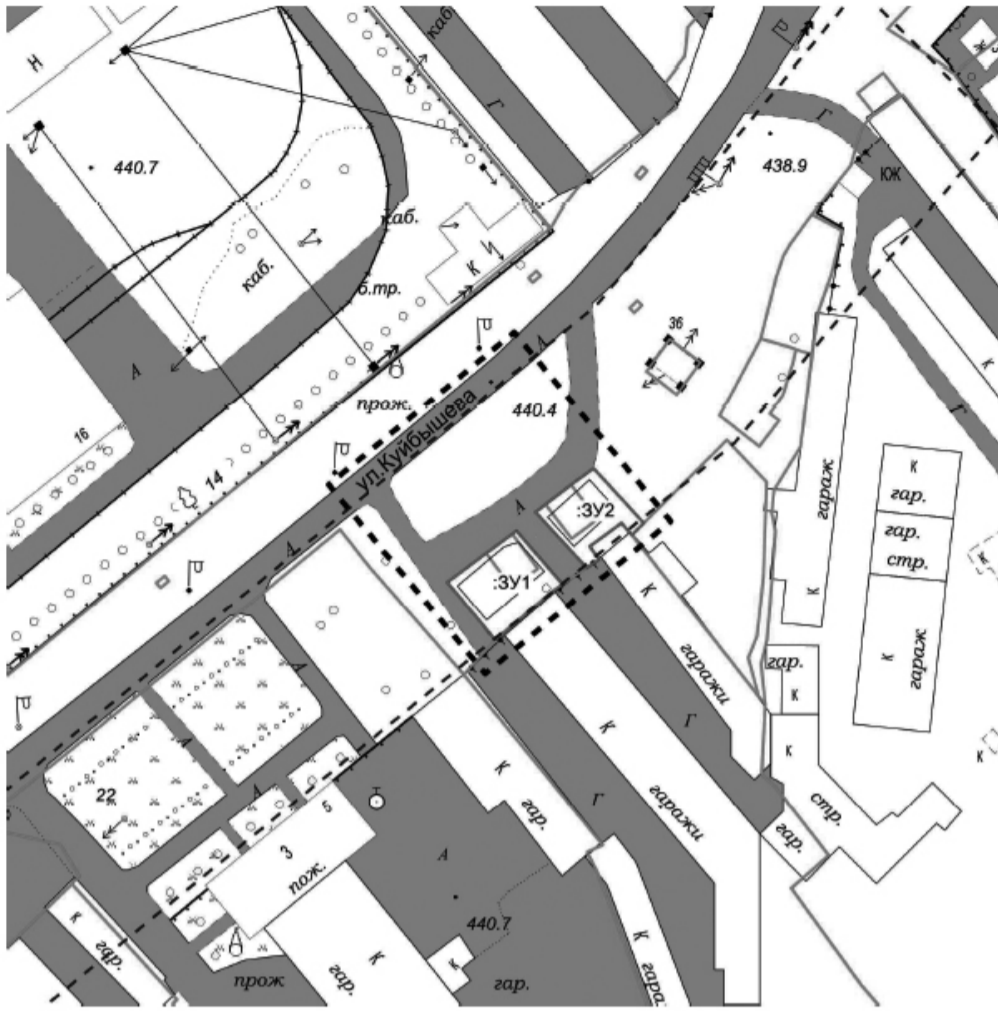 Н
каб.
Г
440.7
438.9
Г
КЖ
ж
каб.
И
К
каб.
б.тр.
36
А
А
К
прож.
ул.Куйбышева
440.4
Г
16
14
К
гар.
гараж
:ЗУ2
А
гар.
стр.
ж
А
:ЗУ1
К
К
К
гараж
гаражи
гар.
К
А
А
К
Г
К
К
К
22
А
К
гар.
Г
гаражи
стр.
гар.
5
3
пож.
А
440.7
К
гар.
К
гар.
К
К
гараж
прож
гар.